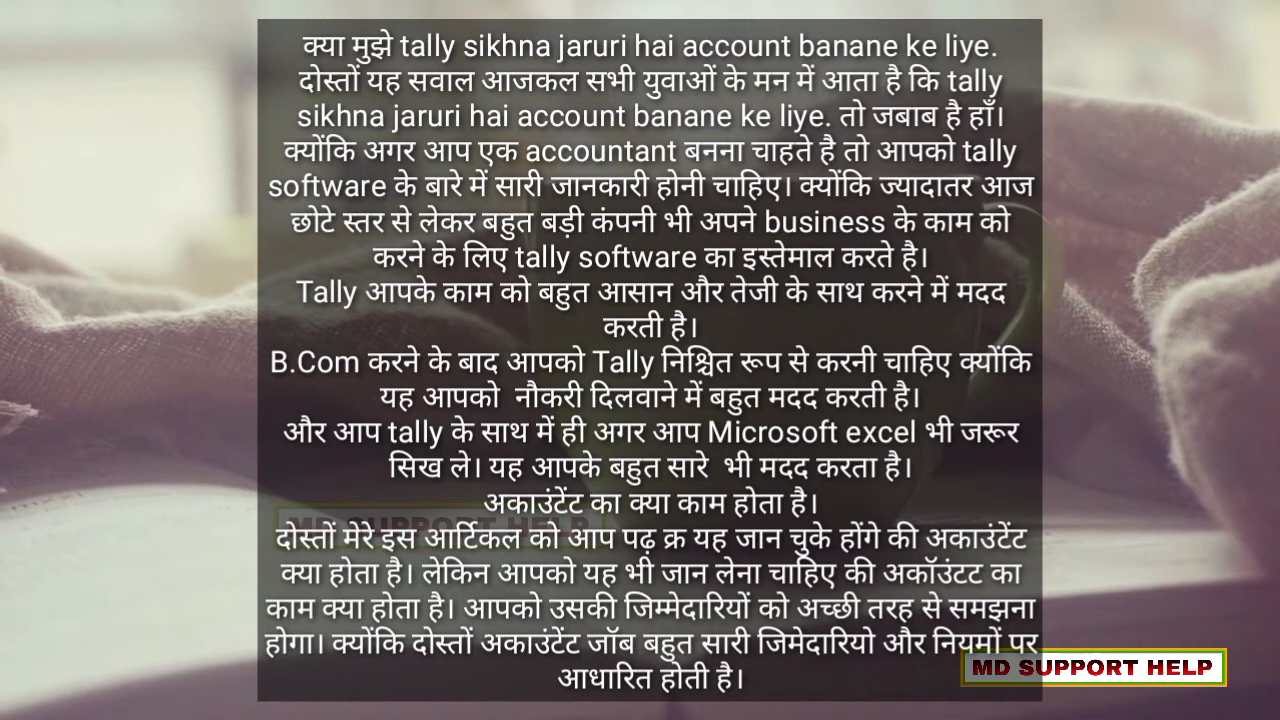 क्या मुझे tally sikhna jaruri hai account banane ke liye.
दोस्तों यह सवाल आजकल सभी युवाओं के मन में आता है कि tally
sikhna jaruri hai account banane ke liye. तो जबाब है हाँ।
क्योंकि अगर आप एक accountant बनना चाहते है तो आपको tally
software के बारे में सारी जानकारी होनी चाहिए। क्योंकि ज्यादातर आज
छोटे स्तर से लेकर बहुत बड़ी कंपनी भी अपने business के काम को
करने के लिए tally software का इस्तेमाल करते है।
Tally आपके काम को बहुत आसान और तेजी के साथ करने में मदद
करती है।
B.Com करने के बाद आपको Tally निश्चित रूप से करनी चाहिए क्योंकि
यह आपको नौकरी दिलवाने में बहुत मदद करती है।
और आप tally के साथ में ही अगर आप Microsoft excel भी जरूर
सिख ले। यह आपके बहुत सारे भी मदद करता है।
अकाउंटेंट का क्या काम होता है।
MD SUPPORT HELP
दोस्तों मेरे इस आर्टिकल को आप पढ़ क्र यह जान चुके होंगे की अकाउंटेंट
क्या होता है। लेकिन आपको यह भी जान लेना चाहिए की अकॉउंटट का
काम क्या होता है। आपको उसकी जिम्मेदारियों को अच्छी तरह से समझना
होगा। क्योंकि दोस्तों अकाउंटेंट जॉब बहुत सारी जिमेदारियो और नियमों पर
आधारित होती है।
MD SUPPORT HELP